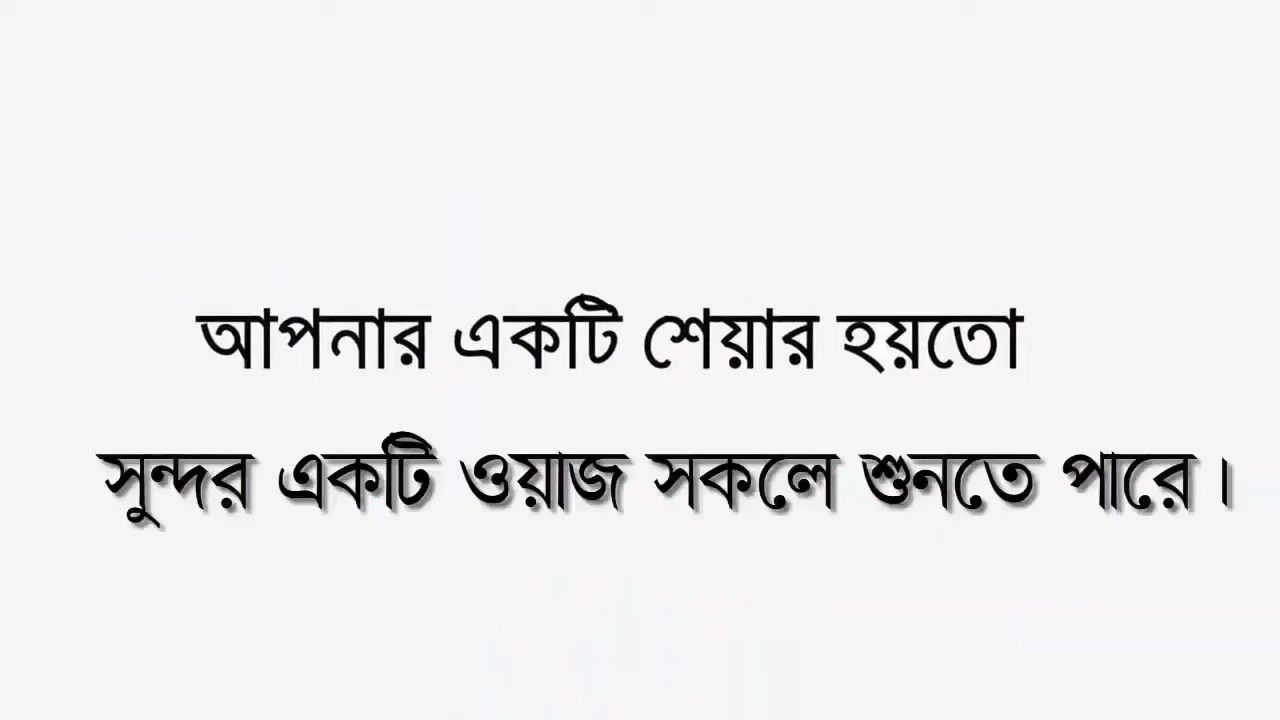 আপনার একটি শেয়ার হয়তো
সুন্দর একটি ওয়াজ সকলে শুনতে পারে।